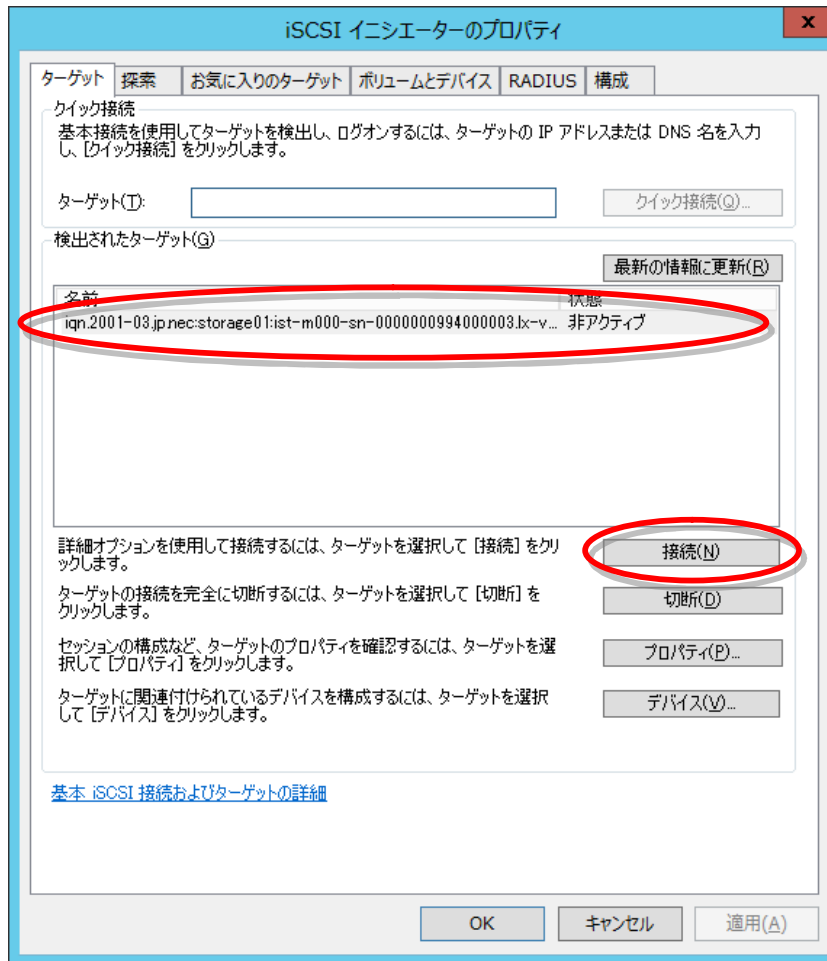 iSCSI イニシエーターのプロパティ
x
ターゲット 探索 お気に入りのターゲット ボリュームとデバイス RADIUS 構成
クイック接続
基本接続を使用してターゲットを検出し、ログオンするには、ターゲットの IP アドレスまたは DNS 名を入力
し、[クイック接続] をクリックします。
ターゲット(T): クイック接続(Q)...
検出されたターゲット(G)
最新の情報に更新(R)
名前 状態
iqn.2001-03.jp.nec:storage01:ist-m000-sn-0000000994000003.lx-v... 非アクティブ
詳細オプションを使用して接続するには、ターゲットを選択して [接続] をクリ
ックします。
接続(N)
ターゲットの接続を完全に切断するには、ターゲットを選択して [切断] を
クリックします。
切断(D)
セッションの構成など、ターゲットのプロパティを確認するには、ターゲットを選
択して [プロパティ] をクリックします。
プロパティ(P)...
ターゲットに関連付けられているデバイスを構成するには、ターゲットを選択
して [デバイス] をクリックします。
デバイス(V)...
基本 iSCSI 接続およびターゲットの詳細
OK キャンセル 適用(A)